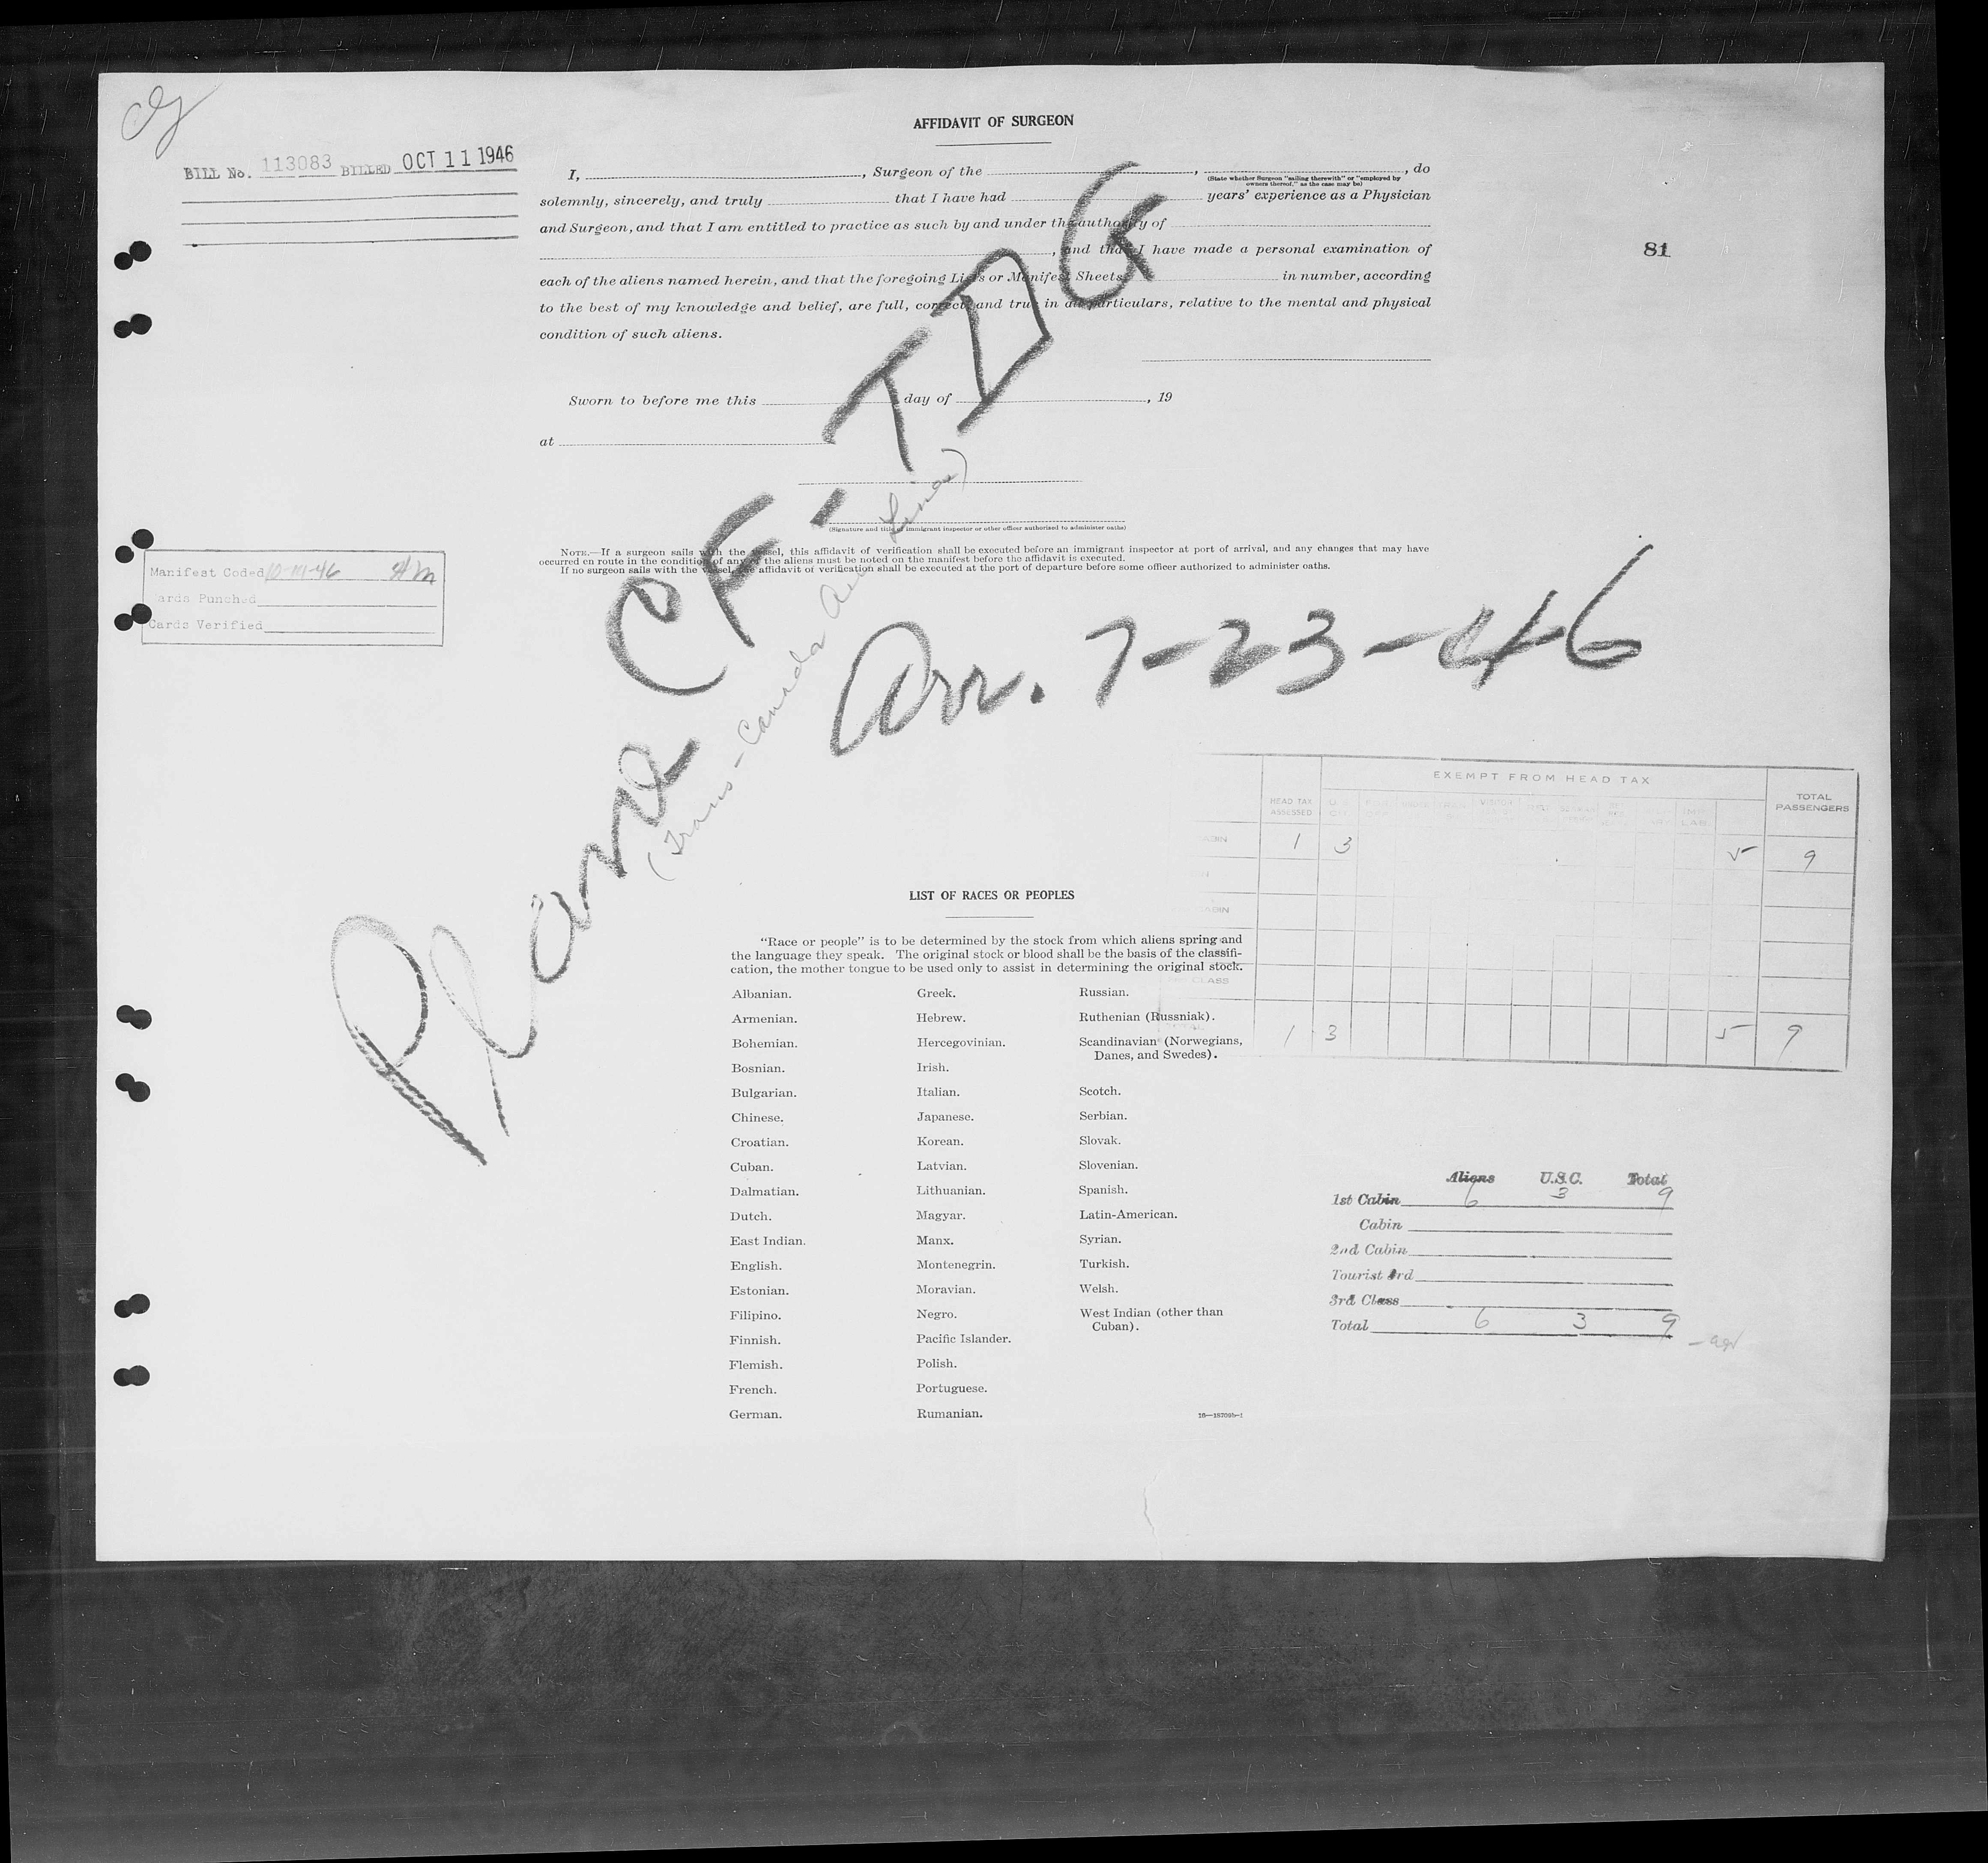 AFFIDAVIT OF SURGEON
BILL No. 113083 BILLED OCT 11 1946
I, , Surgeon of the , , do
(State whether Surgeon "sailing therewith" or "employed by
owners thereof," as the case may be)
solemnly, sincerely, and truly that I have had years' experience as a Physician
and Surgeon, and that I am entitled to practice as such by and under the authority of
, and that I have made a personal examination of
81
each of the aliens named herein, and that the foregoing Lists or Manifest Sheets, in number, according
to the best of my knowledge and belief, are full, correct, and true in all particulars, relative to the mental and physical
condition of such aliens.
Sworn to before me this day of , 19
at
(Signature and title of immigrant inspector or other officer authorized to administer oaths)
NOTE.—If a surgeon sails with the vessel, this affidavit of verification shall be executed before an immigrant inspector at port of arrival, and any changes that may have
occurred en route in the condition of any of the aliens must be noted on the manifest before the affidavit is executed.
If no surgeon sails with the vessel, the affidavit of verification shall be executed at the port of departure before some officer authorized to administer oaths.
Manifest Coded
Cards Punched
Cards Verified
Plane CF-TDG
(Trans-Canada Air Lines)
Arr. 7-23-46
EXEMPT FROM HEAD TAX
HEAD TAX
ASSESSED
TOTAL
PASSENGERS
1 3 5 9
1 3 5 9
LIST OF RACES OR PEOPLES
"Race or people" is to be determined by the stock from which aliens spring and
the language they speak. The original stock or blood shall be the basis of the classifi-
cation, the mother tongue to be used only to assist in determining the original stock.
Albanian. Greek. Russian.
Armenian. Hebrew. Ruthenian (Russniak).
Bohemian. Hercegovinian. Scandinavian (Norwegians,
Danes, and Swedes).
Bosnian. Irish.
Bulgarian. Italian. Scotch.
Chinese. Japanese. Serbian.
Croatian. Korean. Slovak.
Cuban. Latvian. Slovenian.
Dalmatian. Lithuanian. Spanish.
Dutch. Magyar. Latin-American.
East Indian. Manx. Syrian.
English. Montenegrin. Turkish.
Estonian. Moravian. Welsh.
Filipino. Negro. West Indian (other than
Cuban).
Finnish. Pacific Islander.
Flemish. Polish.
French. Portuguese.
German. Rumanian.
Aliens U.S.C. Total
1st Cabin 6 3 9
Cabin
2nd Cabin
Tourist 3rd
3rd Class
Total 6 3 9